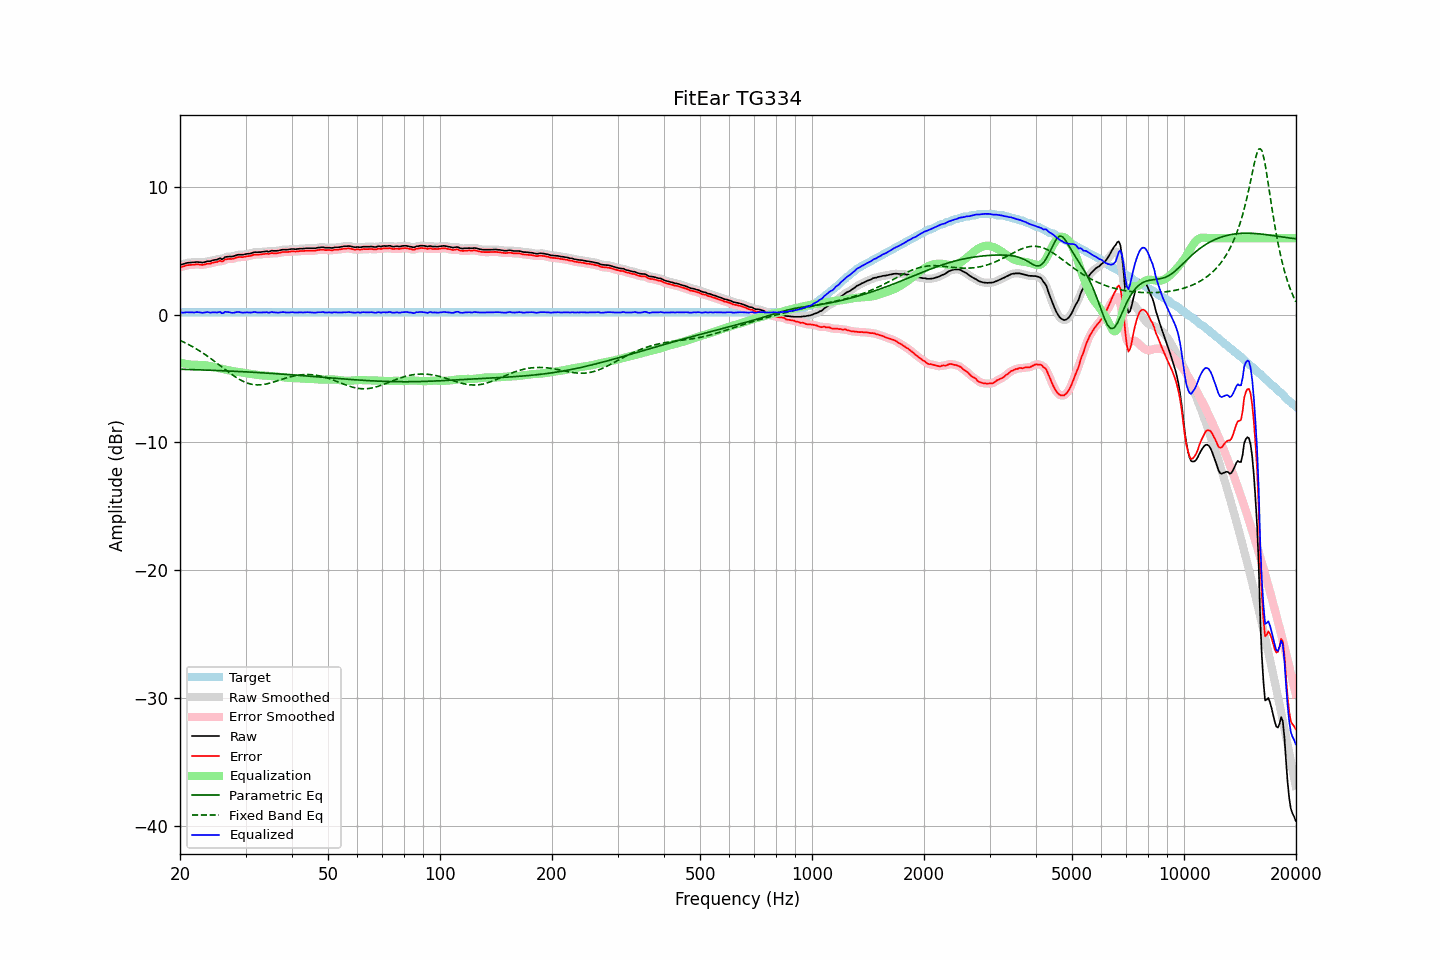 FitEar TG334
Amplitude (dBr)
10
0
−10
−20
−30
−40
Target
Raw Smoothed
Error Smoothed
Raw
Error
Equalization
Parametric Eq
Fixed Band Eq
Equalized
20 50 100 200 500 1000 2000 5000 10000 20000
Frequency (Hz)